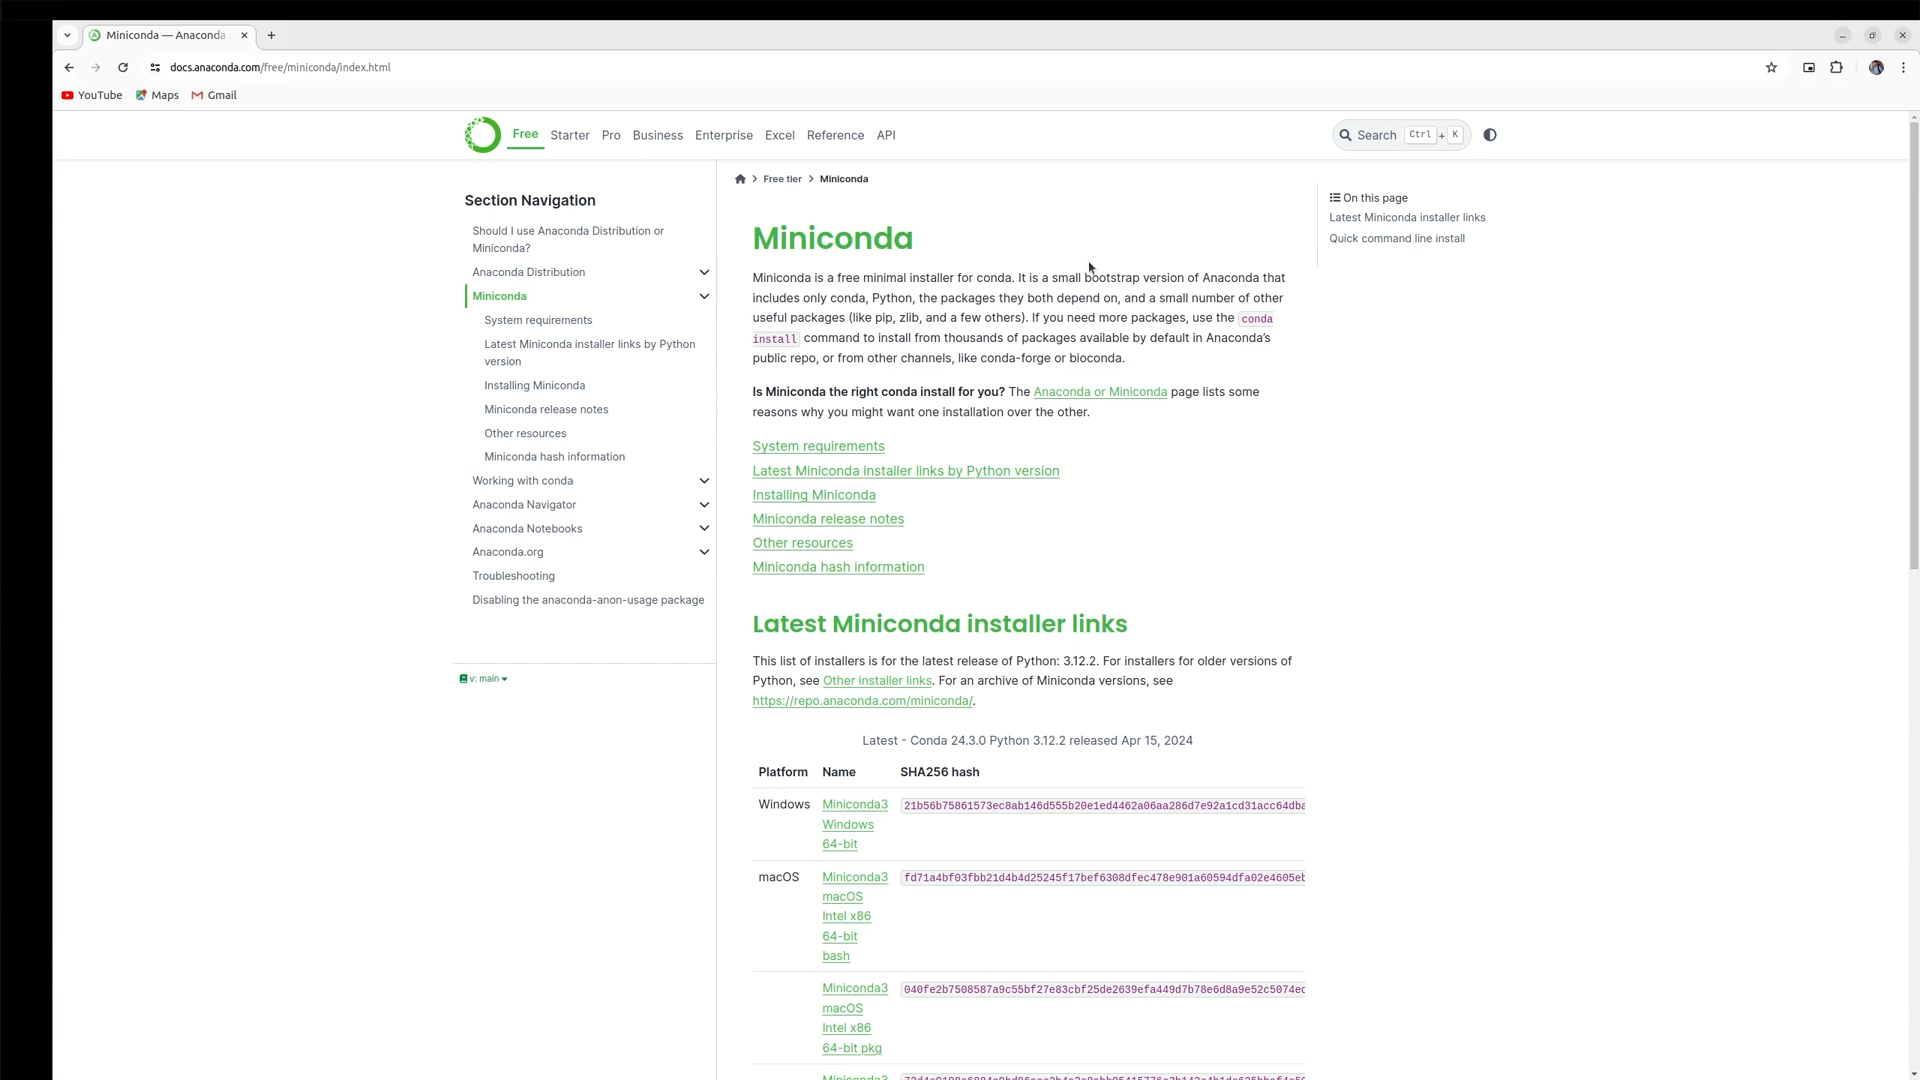 Miniconda — Anaconda
docs.anaconda.com/free/miniconda/index.html
YouTube Maps Gmail
Free Starter Pro Business Enterprise Excel Reference API
Search Ctrl + K
Section Navigation
Should I use Anaconda Distribution or
Miniconda?
Anaconda Distribution
Miniconda
System requirements
Latest Miniconda installer links by Python
version
Installing Miniconda
Miniconda release notes
Other resources
Miniconda hash information
Working with conda
Anaconda Navigator
Anaconda Notebooks
Anaconda.org
Troubleshooting
Disabling the anaconda-anon-usage package
v: main
Free tier Miniconda
Miniconda
Miniconda is a free minimal installer for conda. It is a small bootstrap version of Anaconda that
includes only conda, Python, the packages they both depend on, and a small number of other
useful packages (like pip, zlib, and a few others). If you need more packages, use the conda
install command to install from thousands of packages available by default in Anaconda’s
public repo, or from other channels, like conda-forge or bioconda.
Is Miniconda the right conda install for you? The Anaconda or Miniconda page lists some
reasons why you might want one installation over the other.
System requirements
Latest Miniconda installer links by Python version
Installing Miniconda
Miniconda release notes
Other resources
Miniconda hash information
Latest Miniconda installer links
This list of installers is for the latest release of Python: 3.12.2. For installers for older versions of
Python, see Other installer links. For an archive of Miniconda versions, see
https://repo.anaconda.com/miniconda/.
Latest - Conda 24.3.0 Python 3.12.2 released Apr 15, 2024
Platform Name SHA256 hash
Windows Miniconda3 21b56b75861573ec8ab146d555b20e1ed4462a06aa286d7e92a1cd31acc64dba
Windows
64-bit
macOS Miniconda3 fd71a4bf03fbb21d4b4d25245f17bef6308dfec478e901a60594dfa02e4605eb
macOS
Intel x86
64-bit
bash
Miniconda3 040fe2b7508587a9c55bf27e83cbf25de2639efa449d7b78e6d8a9e52c5074ec
macOS
Intel x86
64-bit pkg
Miniconda3
On this page
Latest Miniconda installer links
Quick command line install